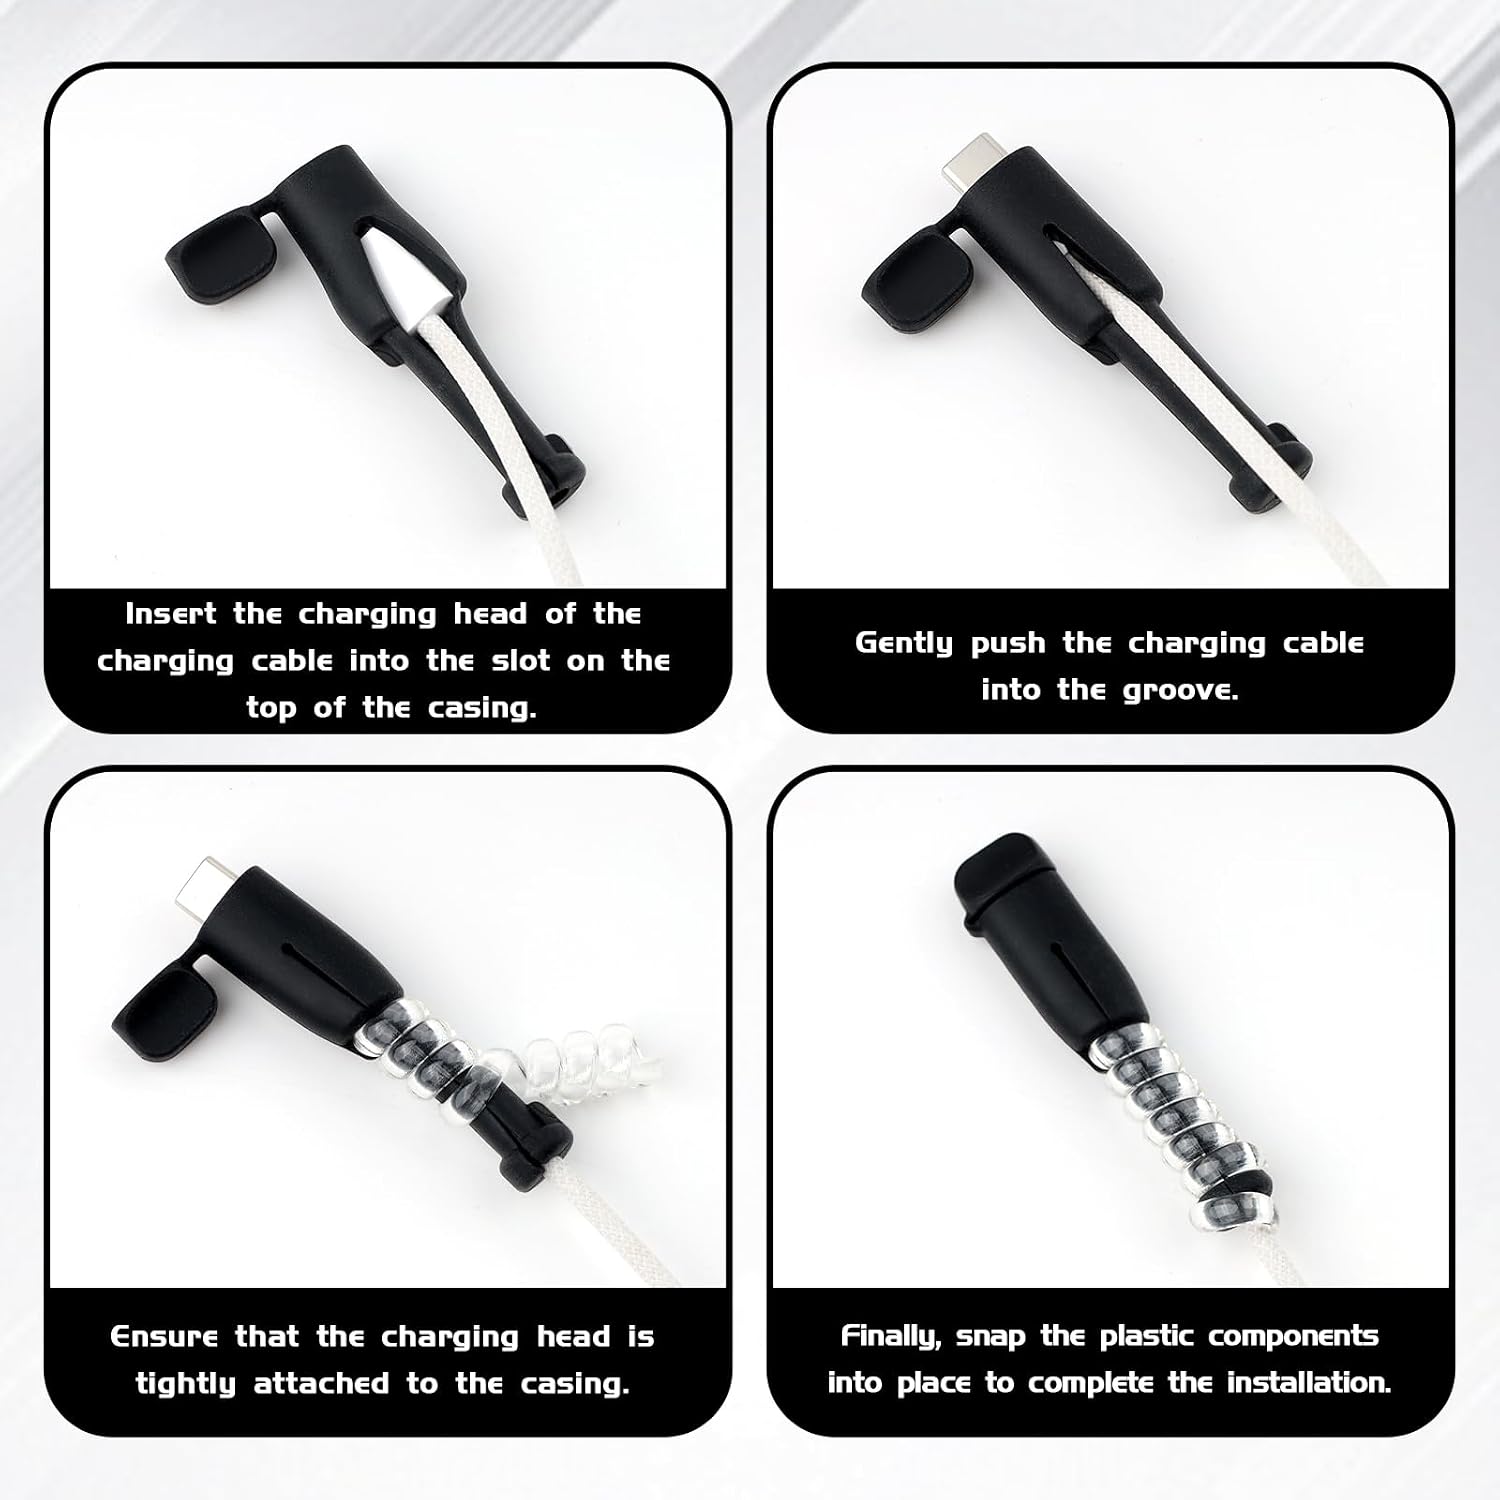 Insert the charging head of the
charging cable into the slot on the
top of the casing.
Gently push the charging cable
into the groove.
Ensure that the charging head is
tightly attached to the casing.
Finally, snap the plastic components
into place to complete the installation.